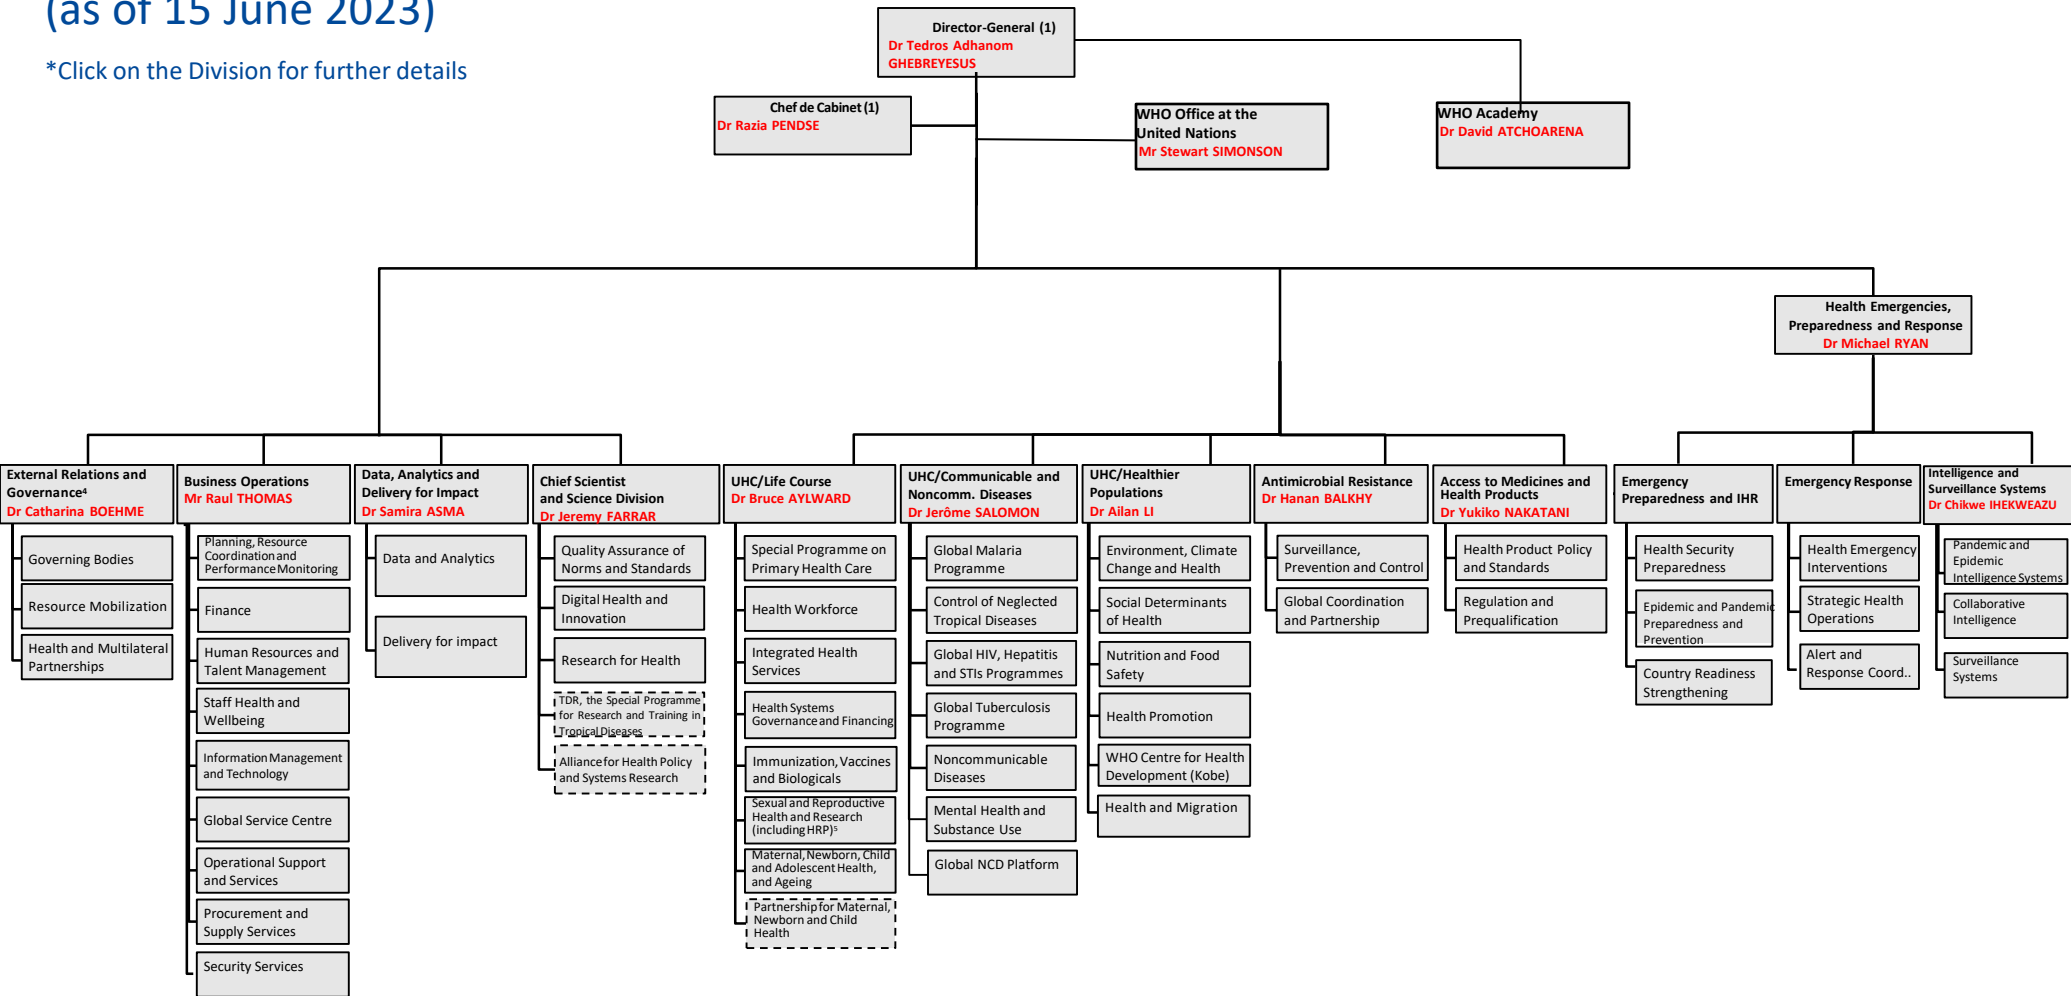 (as of 15 June 2023)
*Click on the Division for further details
Director-General (1)
Dr Tedros Adhanom
GHEBREYESUS
Chef de Cabinet (1)
Dr Razia PENDSE
WHO Office at the
United Nations
Mr Stewart SIMONSON
WHO Academy
Dr David ATCHOARENA
Health Emergencies,
Preparedness and Response
Dr Michael RYAN
External Relations and
Governance⁴
Dr Catharina BOEHME
Governing Bodies
Resource Mobilization
Health and Multilateral
Partnerships
Business Operations
Mr Raul THOMAS
Planning, Resource
Coordination and
Performance Monitoring
Finance
Human Resources and
Talent Management
Staff Health and
Wellbeing
Information Management
and Technology
Global Service Centre
Operational Support
and Services
Procurement and
Supply Services
Security Services
Data, Analytics and
Delivery for Impact
Dr Samira ASMA
Data and Analytics
Delivery for impact
Chief Scientist
and Science Division
Dr Jeremy FARRAR
Quality Assurance of
Norms and Standards
Digital Health and
Innovation
Research for Health
TDR, the Special Programme
for Research and Training in
Tropical Diseases
Alliance for Health Policy
and Systems Research
UHC/Life Course
Dr Bruce AYLWARD
Special Programme on
Primary Health Care
Health Workforce
Integrated Health
Services
Health Systems
Governance and Financing
Immunization, Vaccines
and Biologicals
Sexual and Reproductive
Health and Research
(including HRP)⁵
Maternal, Newborn, Child
and Adolescent Health,
and Ageing
Partnership for Maternal,
Newborn and Child
Health
UHC/Communicable and
Noncomm. Diseases
Dr Jerôme SALOMON
Global Malaria
Programme
Control of Neglected
Tropical Diseases
Global HIV, Hepatitis
and STIs Programmes
Global Tuberculosis
Programme
Noncommunicable
Diseases
Mental Health and
Substance Use
Global NCD Platform
UHC/Healthier
Populations
Dr Ailan LI
Environment, Climate
Change and Health
Social Determinants
of Health
Nutrition and Food
Safety
Health Promotion
WHO Centre for Health
Development (Kobe)
Health and Migration
Antimicrobial Resistance
Dr Hanan BALKHY
Surveillance,
Prevention and Control
Global Coordination
and Partnership
Access to Medicines and
Health Products
Dr Yukiko NAKATANI
Health Product Policy
and Standards
Regulation and
Prequalification
Emergency
Preparedness and IHR
Health Security
Preparedness
Epidemic and Pandemic
Preparedness and
Prevention
Country Readiness
Strengthening
Emergency Response
Health Emergency
Interventions
Strategic Health
Operations
Alert and
Response Coord..
Intelligence and
Surveillance Systems
Dr Chikwe IHEKWEAZU
Pandemic and
Epidemic
Intelligence Systems
Collaborative
Intelligence
Surveillance
Systems